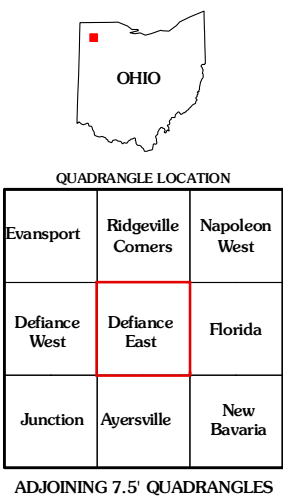 OHIO
QUADRANGLE LOCATION
Evansport
Ridgeville
Corners
Napoleon
West
Defiance
West
Defiance
East
Florida
Junction
Ayersville
New
Bavaria
ADJOINING 7.5' QUADRANGLES